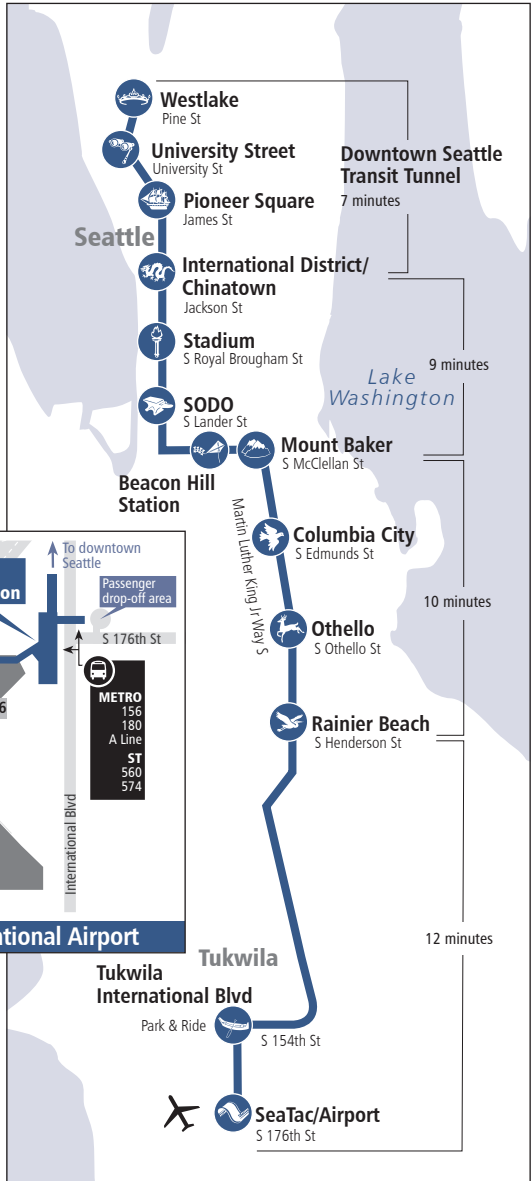 Westlake
Pine St
University Street
University St
Downtown Seattle
Transit Tunnel
7 minutes
Pioneer Square
James St
Seattle
International District/
Chinatown
Jackson St
Stadium
S Royal Brougham St
9 minutes
Lake
Washington
SODO
S Lander St
Mount Baker
S McClellan St
Beacon Hill
Station
Martin Luther King Jr Way S
Columbia City
S Edmunds St
10 minutes
Othello
S Othello St
Rainier Beach
S Henderson St
12 minutes
Tukwila
Tukwila
International Blvd
Park & Ride
S 154th St
SeaTac/Airport
S 176th St
To downtown
Seattle
on
Passenger
drop-off area
S 176th St
6
METRO
156
180
A Line
ST
560
574
International Blvd
ational Airport